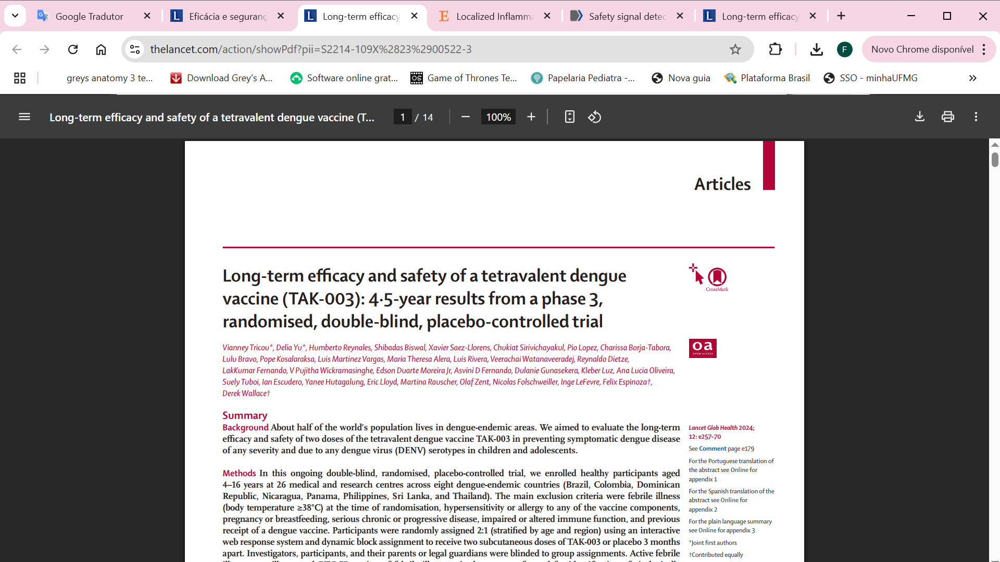 Google Tradutor
Eficácia e seguranç
Long-term efficacy
Localized Inflamma
Safety signal detec
Long-term efficacy
thelancet.com/action/showPdf?pii=S2214-109X%2823%2900522-3
F
Novo Chrome disponível
greys anatomy 3 te...
Download Grey's A...
Software online grat...
Game of Thrones Te...
Papelaria Pediatra -...
Nova guia
Plataforma Brasil
SSO - minhaUFMG
Long-term efficacy and safety of a tetravalent dengue vaccine (T...
1 / 14
100%
Articles
Long-term efficacy and safety of a tetravalent dengue
vaccine (TAK-003): 4·5-year results from a phase 3,
randomised, double-blind, placebo-controlled trial
CrossMark
Vianney Tricou*, Delia Yu*, Humberto Reynales, Shibadas Biswal, Xavier Saez-Llorens, Chukiat Sirivichayakul, Pio Lopez, Charissa Borja-Tabora,
Lulu Bravo, Pope Kosalaraksa, Luis Martinez Vargas, Maria Theresa Alera, Luis Rivera, Veerachai Watanaveeradej, Reynaldo Dietze,
LakKumar Fernando, V Pujitha Wickramasinghe, Edson Duarte Moreira Jr, Asvini D Fernando, Dulanie Gunasekera, Kleber Luz, Ana Lucia Oliveira,
Suely Tuboi, Ian Escudero, Yanee Hutagalung, Eric Lloyd, Martina Rauscher, Olaf Zent, Nicolas Folschweiller, Inge LeFevre, Felix Espinoza†,
Derek Wallace†
oa
OPEN ACCESS
Summary
Background About half of the world's population lives in dengue-endemic areas. We aimed to evaluate the long-term
efficacy and safety of two doses of the tetravalent dengue vaccine TAK-003 in preventing symptomatic dengue disease
of any severity and due to any dengue virus (DENV) serotypes in children and adolescents.
Methods In this ongoing double-blind, randomised, placebo-controlled trial, we enrolled healthy participants aged
4–16 years at 26 medical and research centres across eight dengue-endemic countries (Brazil, Colombia, Dominican
Republic, Nicaragua, Panama, Philippines, Sri Lanka, and Thailand). The main exclusion criteria were febrile illness
(body temperature ≥38°C) at the time of randomisation, hypersensitivity or allergy to any of the vaccine components,
pregnancy or breastfeeding, serious chronic or progressive disease, impaired or altered immune function, and previous
receipt of a dengue vaccine. Participants were randomly assigned 2:1 (stratified by age and region) using an interactive
web response system and dynamic block assignment to receive two subcutaneous doses of TAK-003 or placebo 3 months
apart. Investigators, participants, and their parents or legal guardians were blinded to group assignments. Active febrile
Lancet Glob Health 2024;
12: e257–70
See Comment page e179
For the Portuguese translation of
the abstract see Online for
appendix 1
For the Spanish translation of the
abstract see Online for
appendix 2
For the plain language summary
see Online for appendix 3
*Joint first authors
†Contributed equally